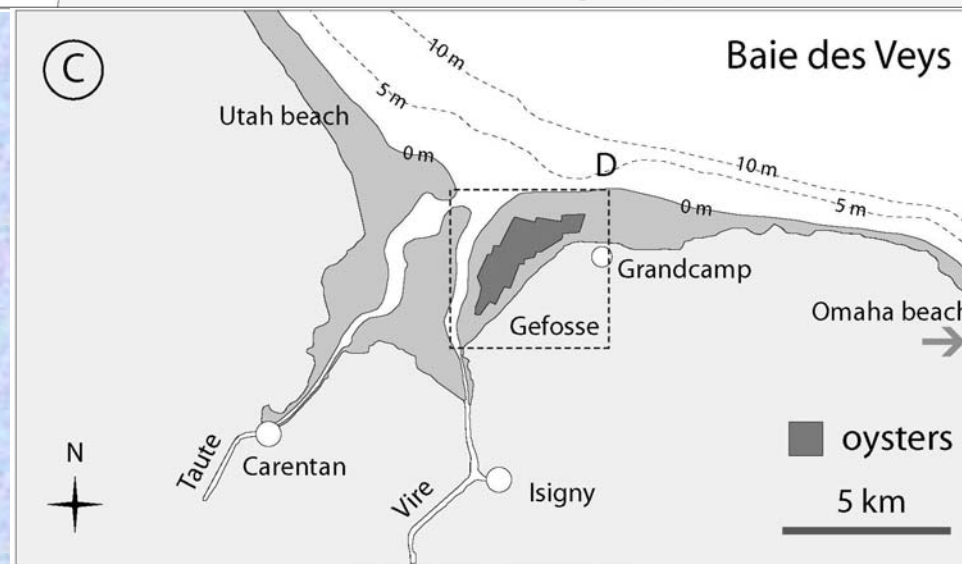 C
Baie des Veys
10 m
5 m
Utah beach
0 m
D
10 m
0 m
5 m
Grandcamp
Omaha beach
Gefosse
oysters
N
Taute
Carentan
Vire
Isigny
5 km